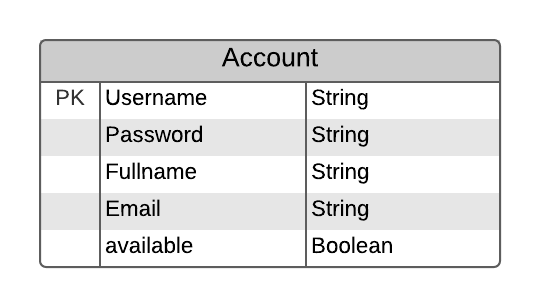 Account
PK Username String
Password String
Fullname String
Email String
available Boolean